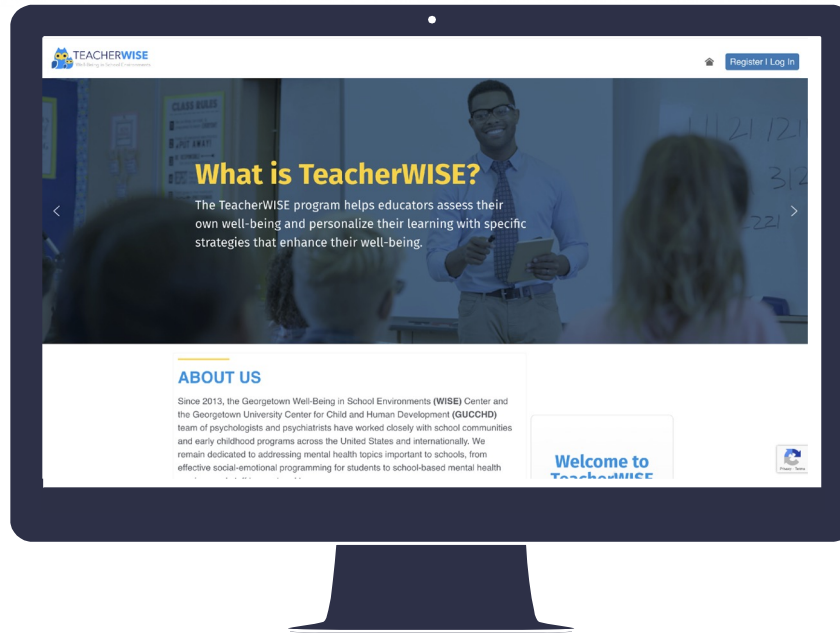 TEACHERWISE
Well-Being in School Environments
Register | Log In
CLASS RULES
What is TeacherWISE?
The TeacherWISE program helps educators assess their
own well-being and personalize their learning with specific
strategies that enhance their well-being.
ABOUT US
Since 2013, the Georgetown Well-Being in School Environments (WISE) Center and
the Georgetown University Center for Child and Human Development (GUCCHD)
team of psychologists and psychiatrists have worked closely with school communities
and early childhood programs across the United States and internationally. We
remain dedicated to addressing mental health topics important to schools, from
effective social-emotional programming for students to school-based mental health
Welcome to
TeacherWISE
Privacy - Terms